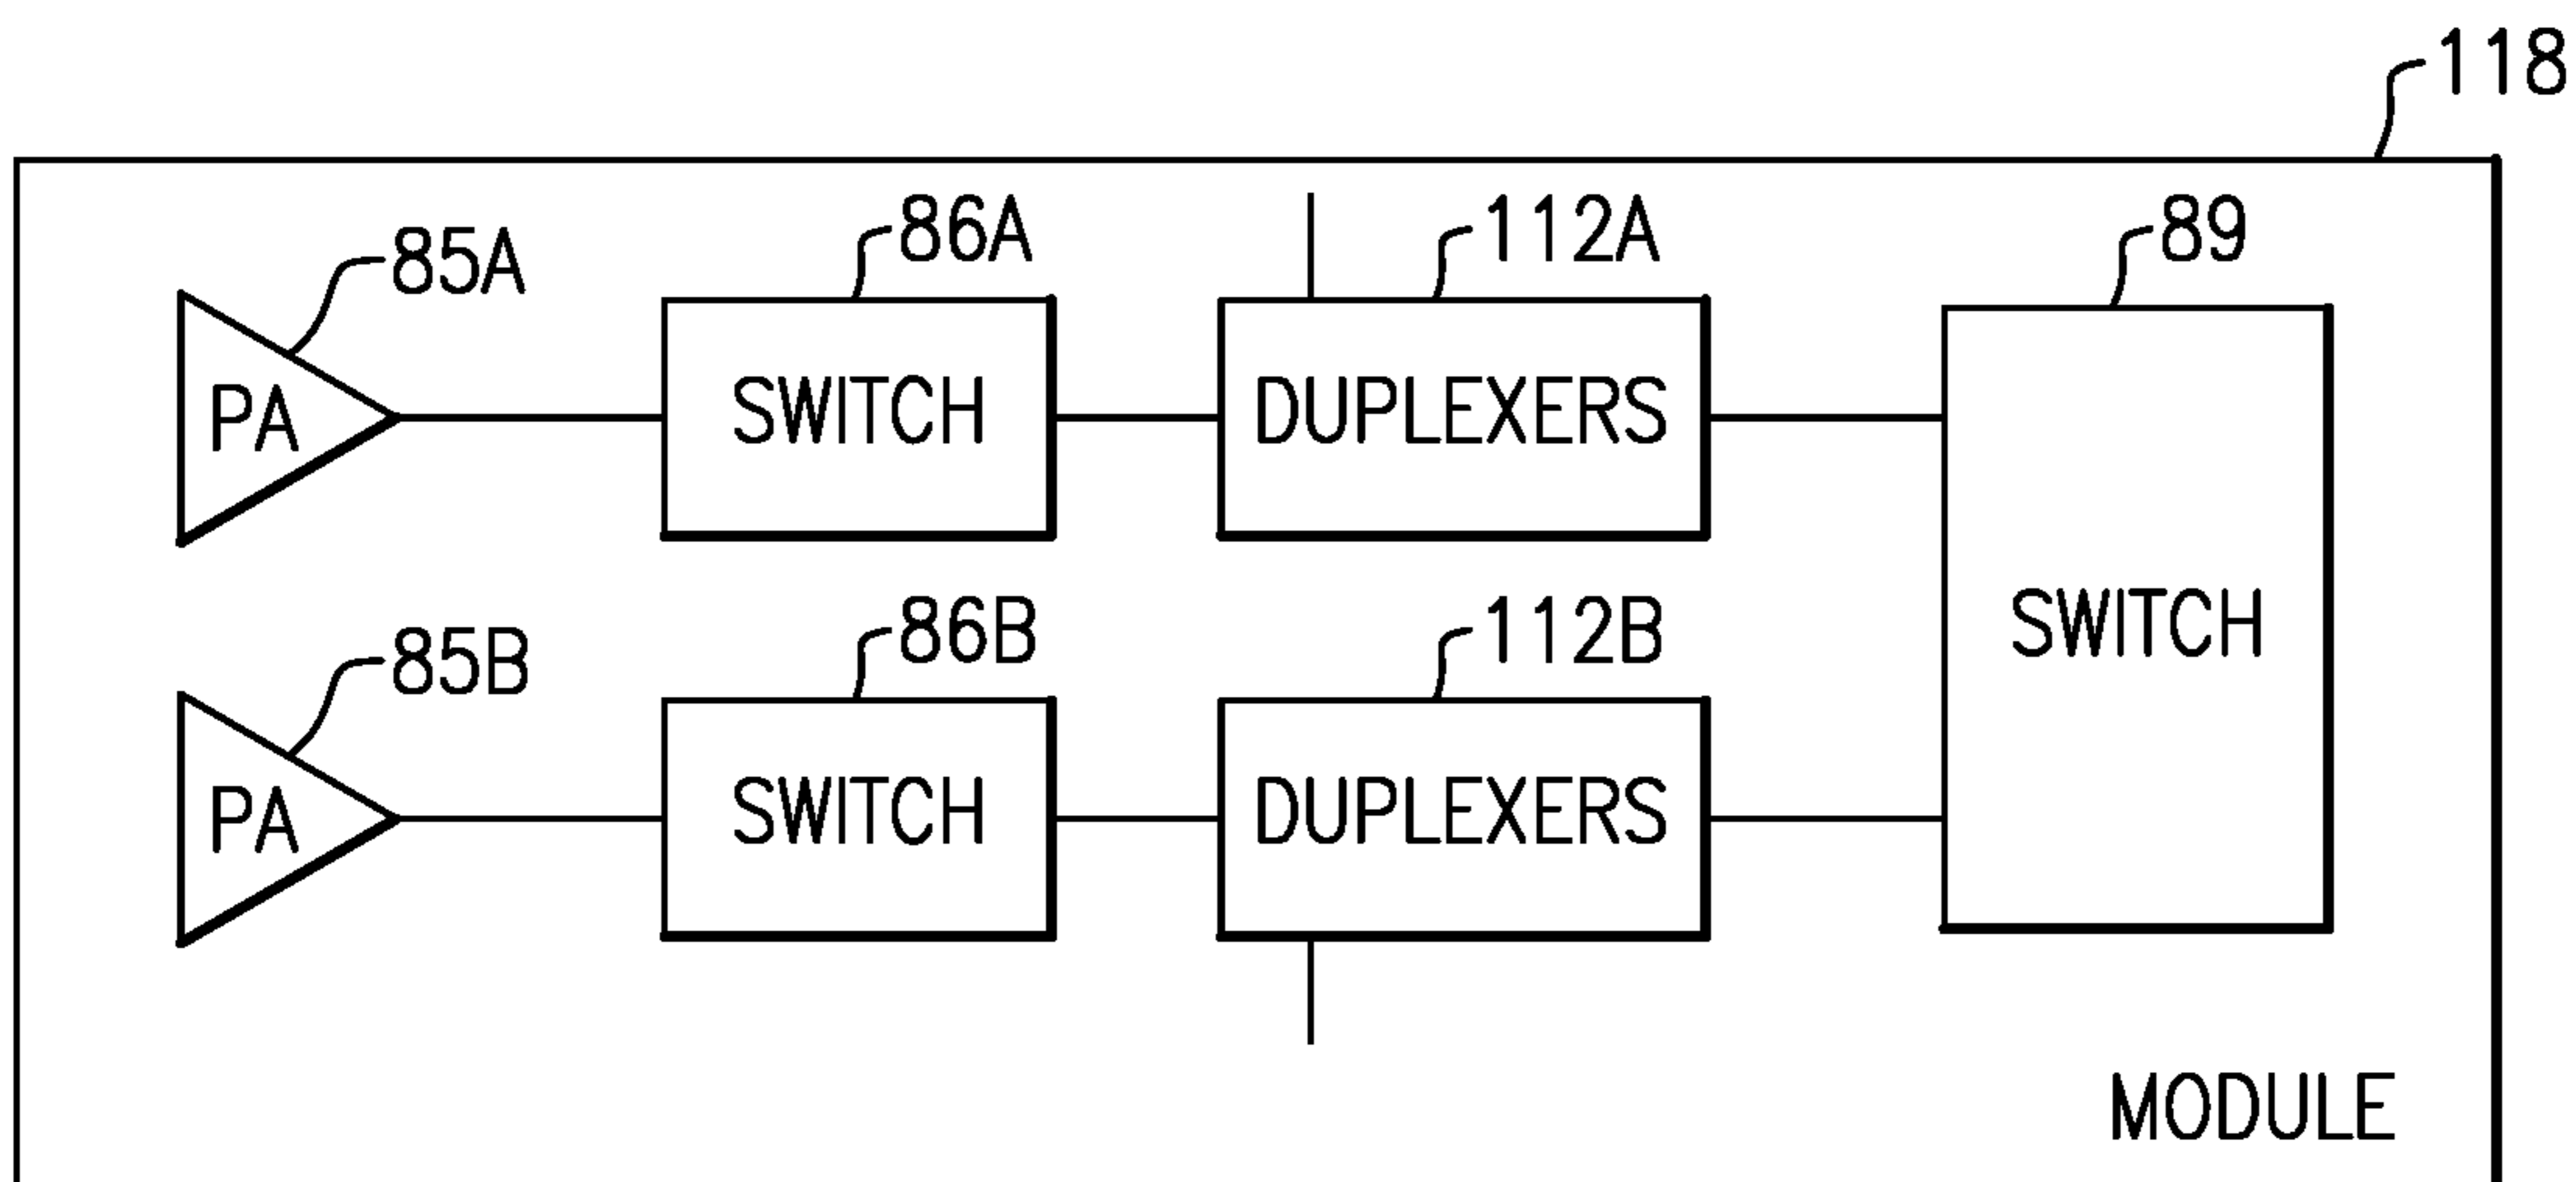 118
85A
86A
112A
89
PA
SWITCH
DUPLEXERS
SWITCH
85B
86B
112B
PA
SWITCH
DUPLEXERS
MODULE